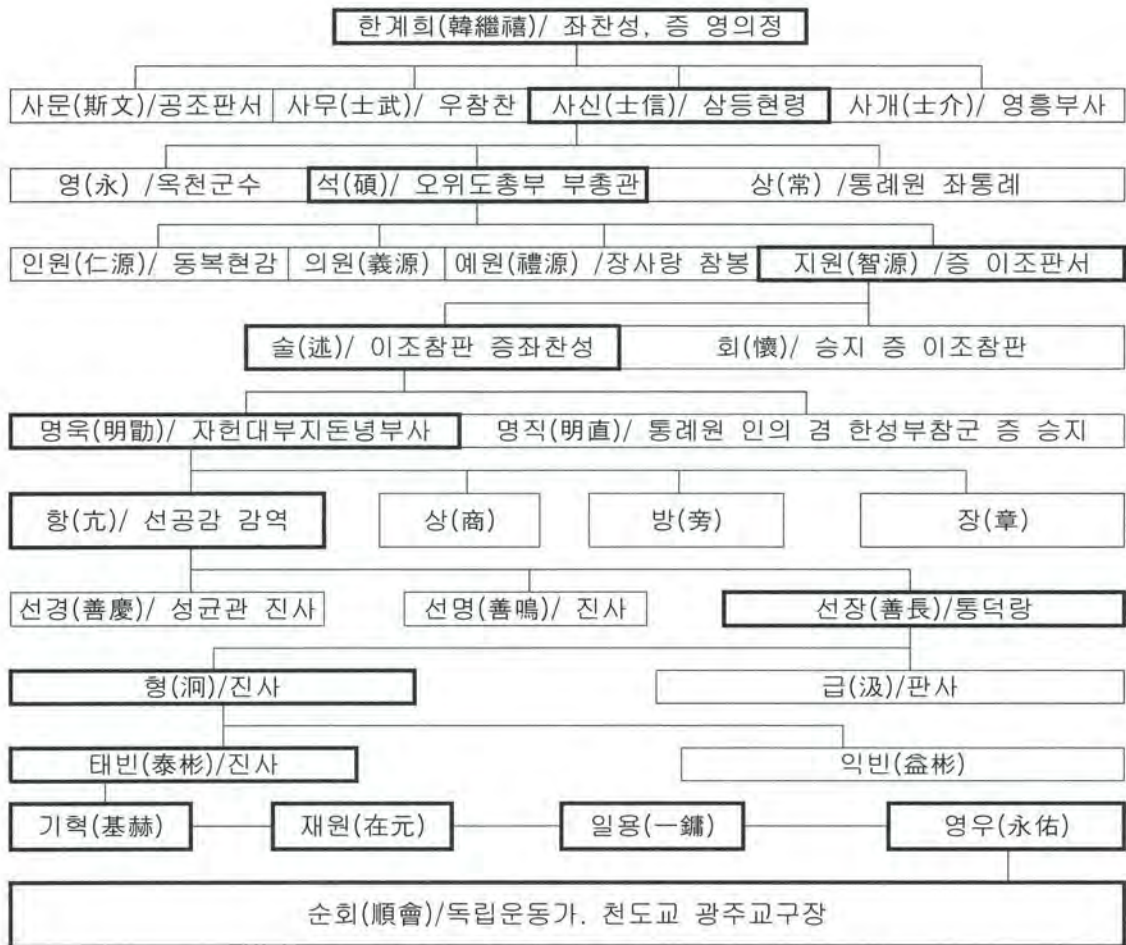 한계희(韓繼禧)/ 좌찬성, 증 영의정
사문(斯文)/공조판서 사무(士武)/ 우참찬 사신(士信)/ 삼등현령 사개(士介)/ 영흥부사
영(永) /옥천군수 석(碩)/ 오위도총부 부총관 상(常) /통례원 좌통례
인원(仁源)/ 동복현감 의원(義源) 예원(禮源) /장사랑 참봉 지원(智源) /증 이조판서
술(述)/ 이조참판 증좌찬성 회(懷)/ 승지 증 이조참판
명욱(明勖)/ 자헌대부지돈녕부사 명직(明直)/ 통례원 인의 겸 한성부참군 증 승지
항(亢)/ 선공감 감역 상(商) 방(旁) 장(章)
선경(善慶)/ 성균관 진사 선명(善鳴)/ 진사 선장(善長)/통덕랑
형(泂)/진사 급(汲)/판사
태빈(泰彬)/진사 익빈(益彬)
기혁(基赫) 재원(在元) 일용(一鏞) 영우(永佑)
순회(順會)/독립운동가. 천도교 광주교구장